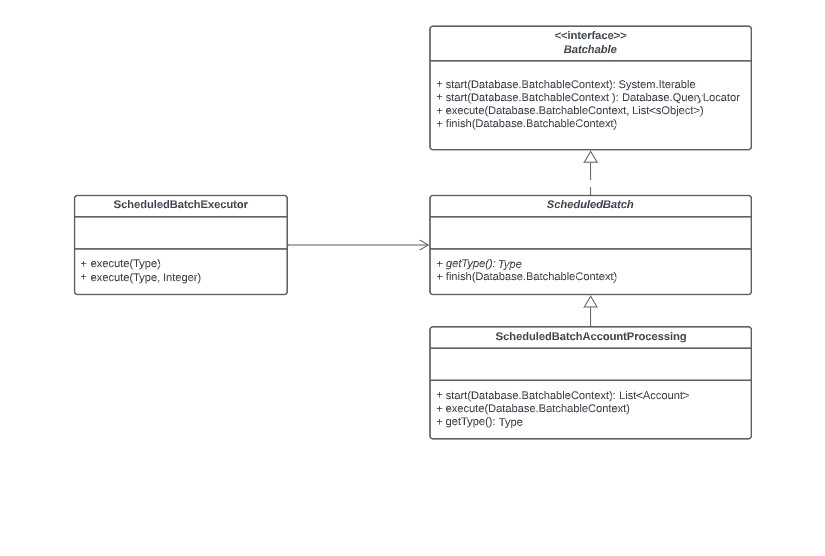 <<interface>>
Batchable
+ start(Database.BatchableContext): System.Iterable
+ start(Database.BatchableContext ): Database.QueryLocator
+ execute(Database.BatchableContext, List<sObject>)
+ finish(Database.BatchableContext)
ScheduledBatchExecutor
+ execute(Type)
+ execute(Type, Integer)
ScheduledBatch
+ getType(): Type
+ finish(Database.BatchableContext)
ScheduledBatchAccountProcessing
+ start(Database.BatchableContext): List<Account>
+ execute(Database.BatchableContext)
+ getType(): Type